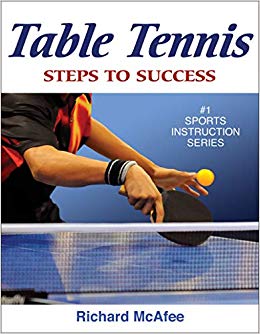 Table Tennis
STEPS TO SUCCESS
#1
SPORTS
INSTRUCTION
SERIES
Richard McAfee